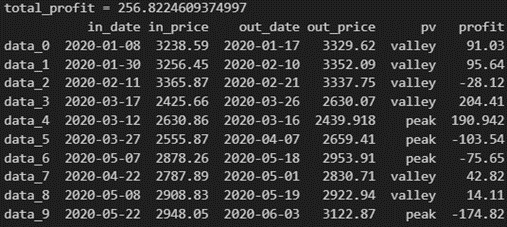 total_profit = 256.8224609374997
in_date in_price out_date out_price pv profit
data_0 2020-01-08 3238.59 2020-01-17 3329.62 valley 91.03
data_1 2020-01-30 3256.45 2020-02-10 3352.09 valley 95.64
data_2 2020-02-11 3365.87 2020-02-21 3337.75 valley -28.12
data_3 2020-03-17 2425.66 2020-03-26 2630.07 valley 204.41
data_4 2020-03-12 2630.86 2020-03-16 2439.918 peak 190.942
data_5 2020-03-27 2555.87 2020-04-07 2659.41 peak -103.54
data_6 2020-05-07 2878.26 2020-05-18 2953.91 peak -75.65
data_7 2020-04-22 2787.89 2020-05-01 2830.71 valley 42.82
data_8 2020-05-08 2908.83 2020-05-19 2922.94 valley 14.11
data_9 2020-05-22 2948.05 2020-06-03 3122.87 peak -174.82